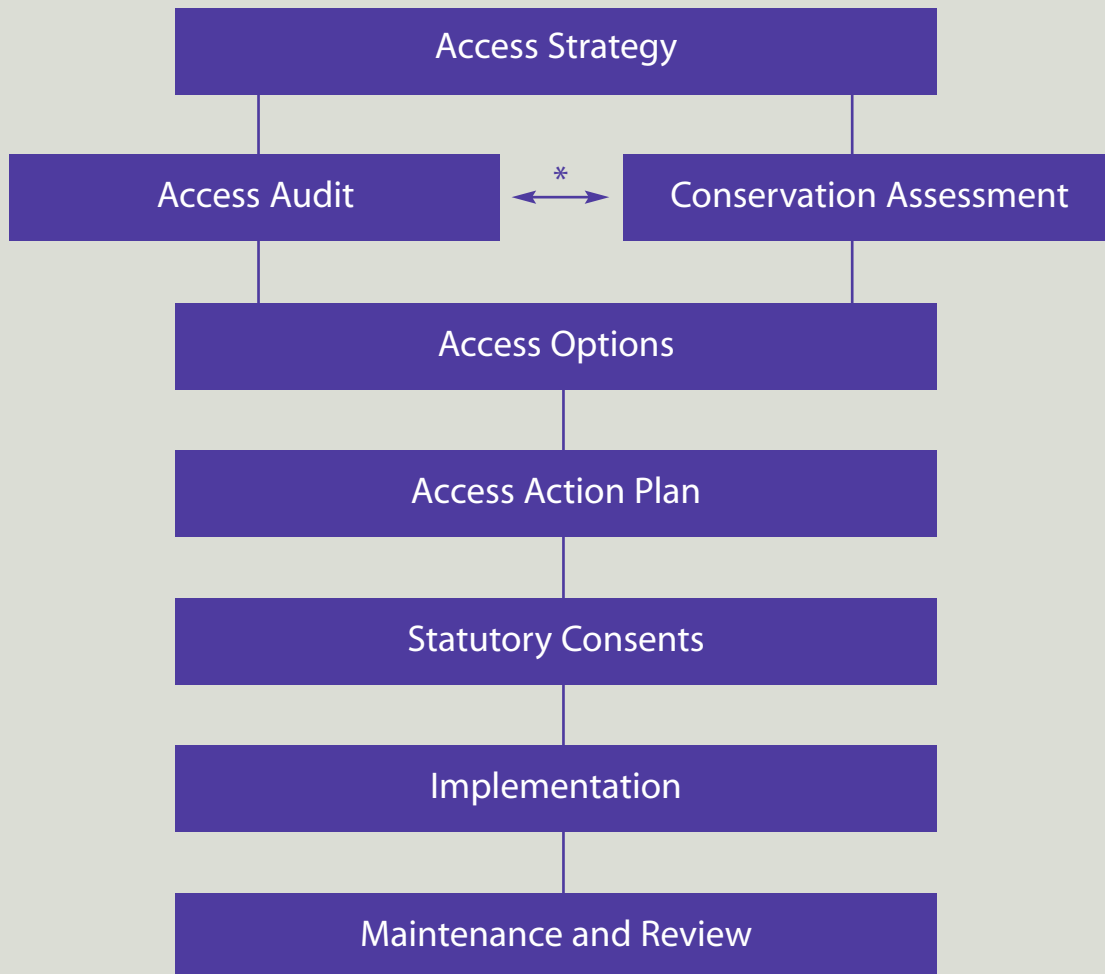 Access Strategy
Access Audit
*
Conservation Assessment
Access Options
Access Action Plan
Statutory Consents
Implementation
Maintenance and Review